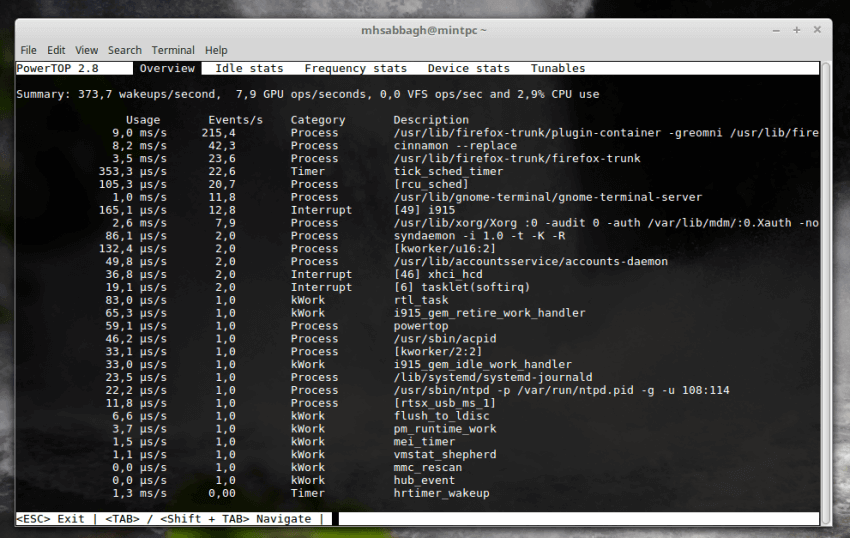 mhsabbagh@mintpc ~
File Edit View Search Terminal Help
PowerTOP 2.8 Overview Idle stats Frequency stats Device stats Tunables
Summary: 373,7 wakeups/second, 7,9 GPU ops/seconds, 0,0 VFS ops/sec and 2,9% CPU use
Usage Events/s Category Description
9,0 ms/s 215,4 Process /usr/lib/firefox-trunk/plugin-container -greomni /usr/lib/fire
8,2 ms/s 42,3 Process cinnamon --replace
3,5 ms/s 23,6 Process /usr/lib/firefox-trunk/firefox-trunk
353,3 µs/s 22,6 Timer tick_sched_timer
105,3 µs/s 20,7 Process [rcu_sched]
1,0 ms/s 11,8 Process /usr/lib/gnome-terminal/gnome-terminal-server
165,1 µs/s 12,8 Interrupt [49] i915
2,6 ms/s 7,9 Process /usr/lib/xorg/Xorg :0 -audit 0 -auth /var/lib/mdm/:0.Xauth -no
86,1 µs/s 2,0 Process syndaemon -i 1.0 -t -K -R
132,4 µs/s 2,0 Process [kworker/u16:2]
49,8 µs/s 2,0 Process /usr/lib/accountsservice/accounts-daemon
36,8 µs/s 2,0 Interrupt [46] xhci_hcd
19,1 µs/s 2,0 Interrupt [6] tasklet(softirq)
83,0 µs/s 1,0 kWork rtl_task
65,3 µs/s 1,0 kWork i915_gem_retire_work_handler
59,1 µs/s 1,0 Process powertop
46,2 µs/s 1,0 Process /usr/sbin/acpid
33,1 µs/s 1,0 Process [kworker/2:2]
33,0 µs/s 1,0 kWork i915_gem_idle_work_handler
23,5 µs/s 1,0 Process /lib/systemd/systemd-journald
22,2 µs/s 1,0 Process /usr/sbin/ntpd -p /var/run/ntpd.pid -g -u 108:114
11,8 µs/s 1,0 Process [rtsx_usb_ms_1]
6,6 µs/s 1,0 kWork flush_to_ldisc
3,7 µs/s 1,0 kWork pm_runtime_work
1,5 µs/s 1,0 kWork mei_timer
1,1 µs/s 1,0 kWork vmstat_shepherd
0,0 µs/s 1,0 kWork mmc_rescan
0,0 µs/s 1,0 kWork hub_event
1,3 ms/s 0,00 Timer hrtimer_wakeup
<ESC> Exit | <TAB> / <Shift + TAB> Navigate |